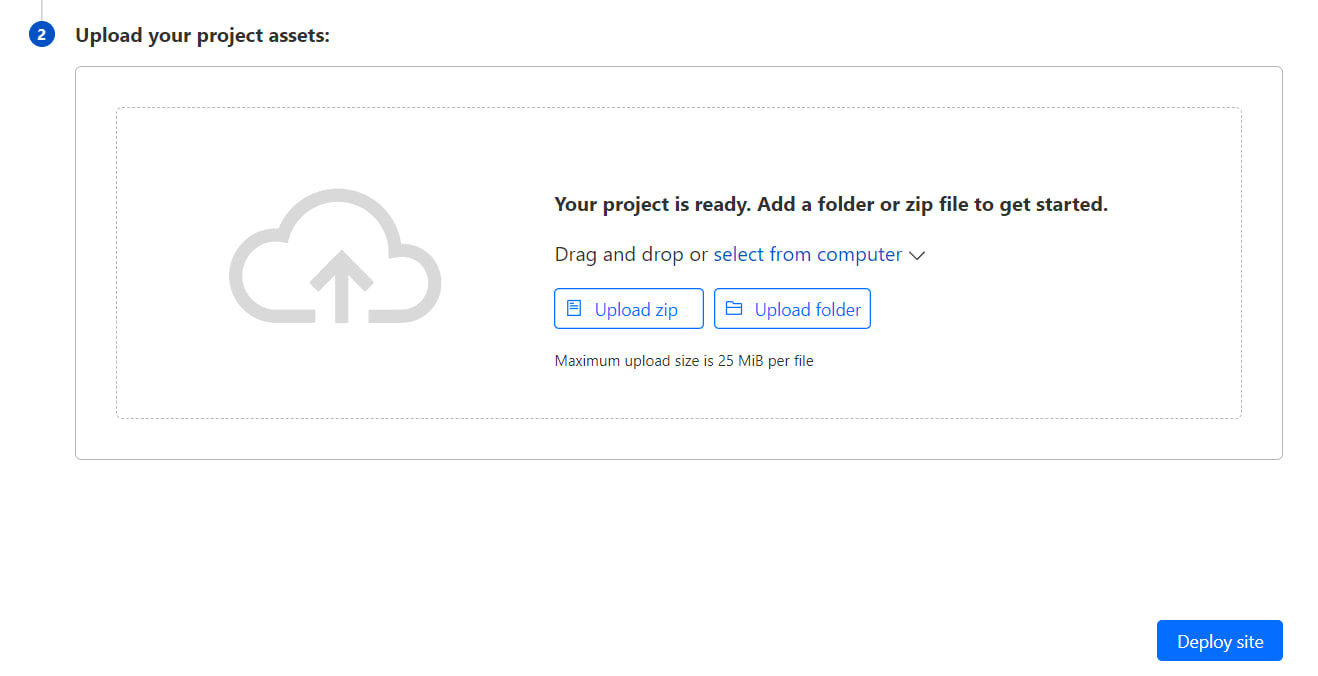 2
Upload your project assets:
Your project is ready. Add a folder or zip file to get started.
Drag and drop or select from computer
Upload zip
Upload folder
Maximum upload size is 25 MiB per file
Deploy site